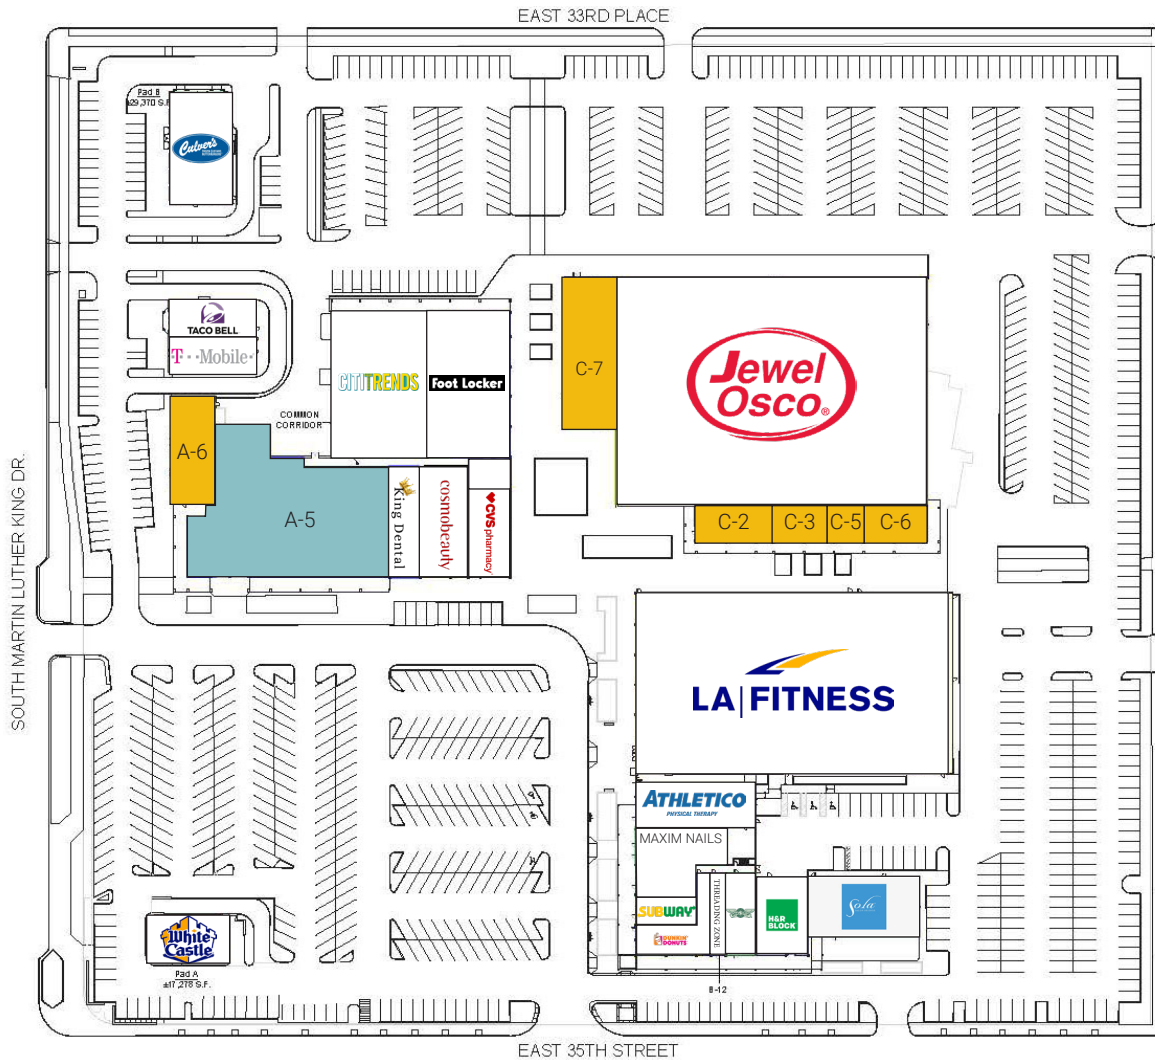 EAST 33RD PLACE
Pad B
±29,370 S.F.
Culver's
TACO BELL
T··Mobile·
CITITRENDS
Foot Locker
COMMON
CORRIDOR
C-7
Jewel
Osco®
A-6
A-5
King Dental
cosmobeauty
CVS pharmacy
C-2
C-3
C-5
C-6
SOUTH MARTIN LUTHER KING DR.
LA|FITNESS
ATHLETICO
PHYSICAL THERAPY
MAXIM NAILS
SUBWAY®
DUNKIN'
DONUTS
THREADING ZONE
H&R
BLOCK
Sola
White
Castle
Pad A
±17,278 S.F.
B-12
EAST 35TH STREET